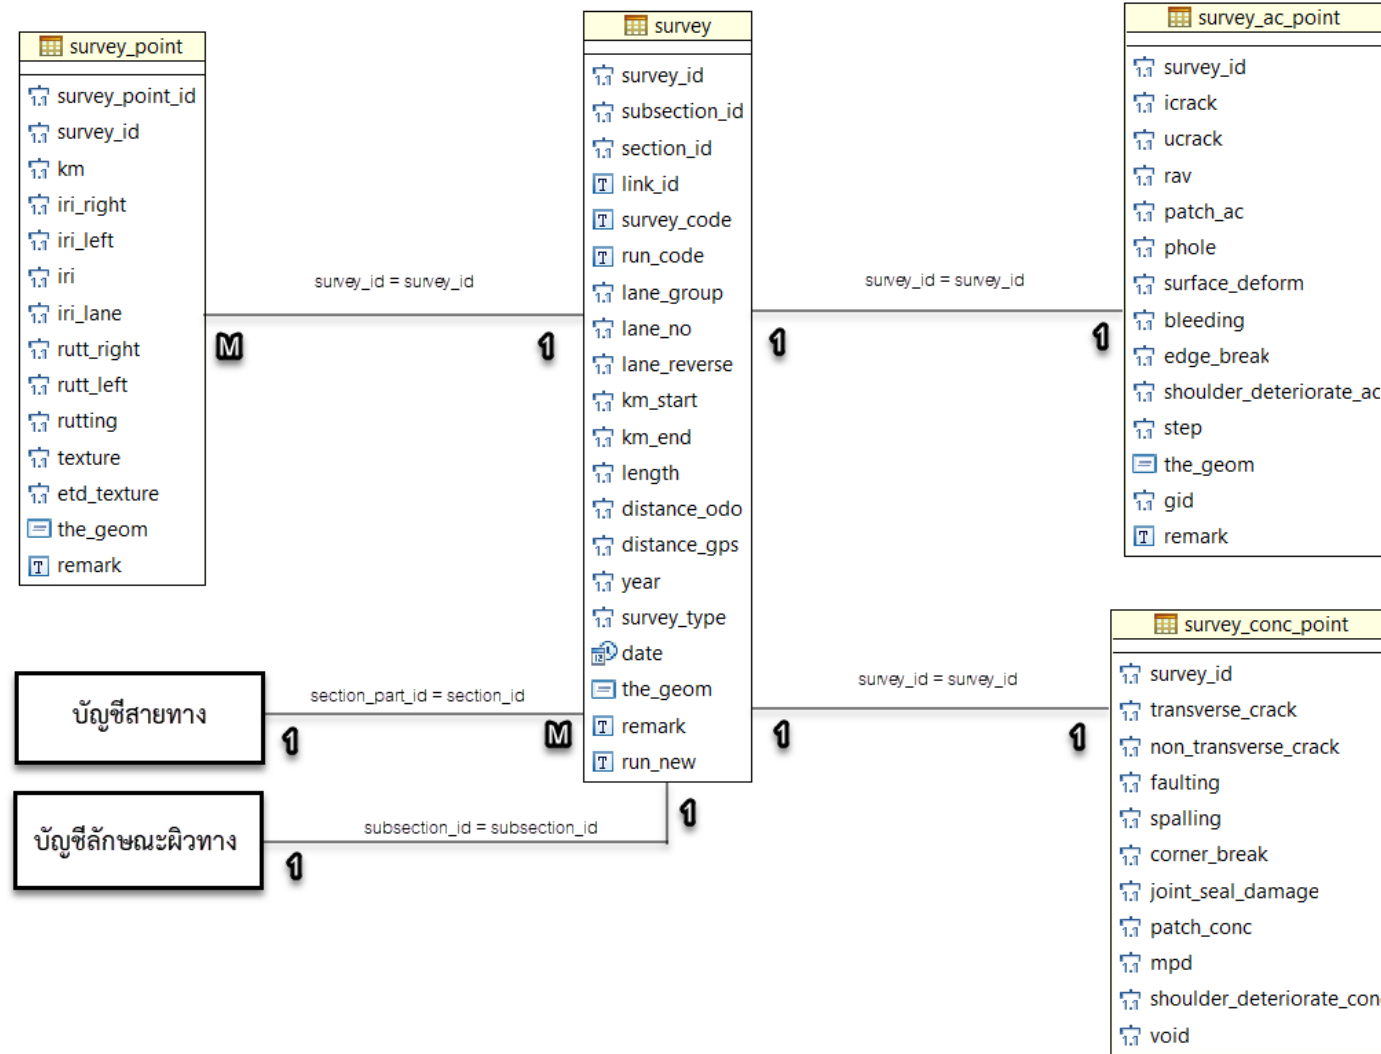 survey_point
survey_point_id
survey_id
km
iri_right
iri_left
iri
iri_lane
rutt_right
rutt_left
rutting
texture
etd_texture
the_geom
remark
survey_id = survey_id
M
1
survey
survey_id
subsection_id
section_id
link_id
survey_code
run_code
lane_group
lane_no
lane_reverse
km_start
km_end
length
distance_odo
distance_gps
year
survey_type
date
the_geom
remark
run_new
survey_id = survey_id
1
1
survey_ac_point
survey_id
icrack
ucrack
rav
patch_ac
phole
surface_deform
bleeding
edge_break
shoulder_deteriorate_ac
step
the_geom
gid
remark
บัญชีสายทาง
section_part_id = section_id
1
M
บัญชีลักษณะผิวทาง
subsection_id = subsection_id
1
1
survey_id = survey_id
1
1
survey_conc_point
survey_id
transverse_crack
non_transverse_crack
faulting
spalling
corner_break
joint_seal_damage
patch_conc
mpd
shoulder_deteriorate_con
void